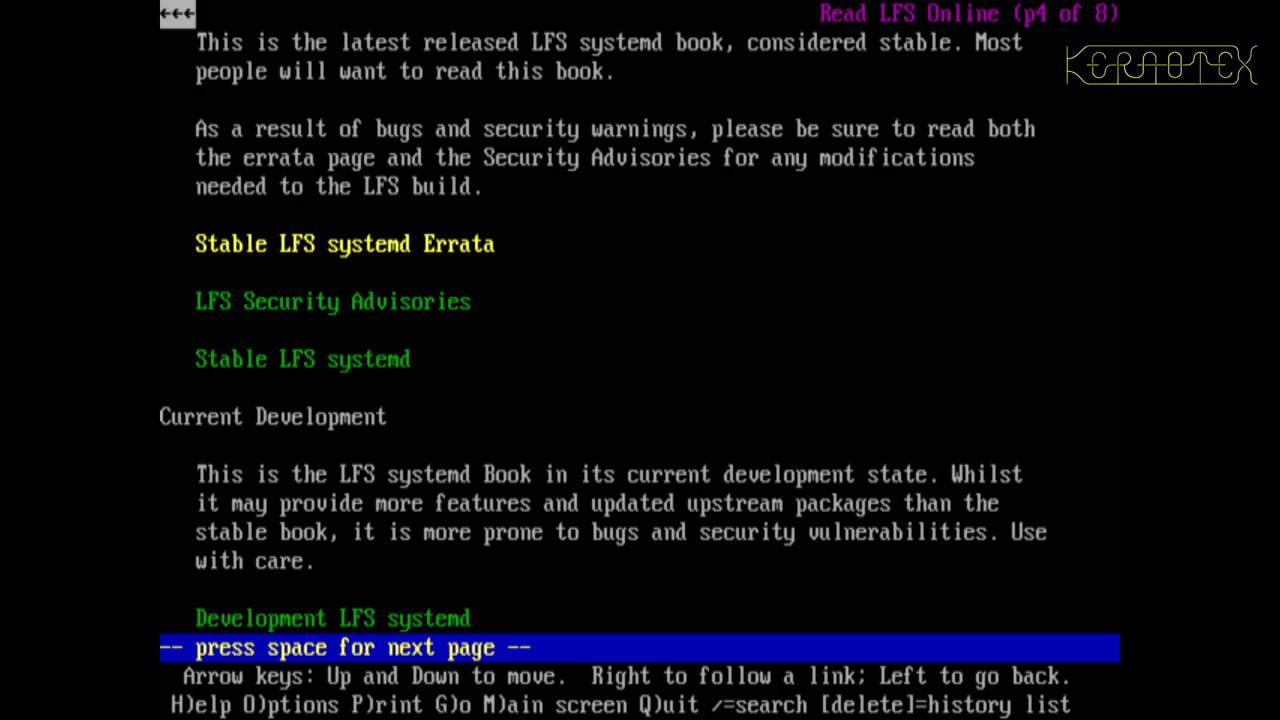 ←←← Read LFS Online (p4 of 8)
This is the latest released LFS systemd book, considered stable. Most
people will want to read this book.
KERNOTEX
As a result of bugs and security warnings, please be sure to read both
the errata page and the Security Advisories for any modifications
needed to the LFS build.
Stable LFS systemd Errata
LFS Security Advisories
Stable LFS systemd
Current Development
This is the LFS systemd Book in its current development state. Whilst
it may provide more features and updated upstream packages than the
stable book, it is more prone to bugs and security vulnerabilities. Use
with care.
Development LFS systemd
-- press space for next page --
Arrow keys: Up and Down to move. Right to follow a link; Left to go back.
H)elp O)ptions P)rint G)o M)ain screen Q)uit /=search [delete]=history list